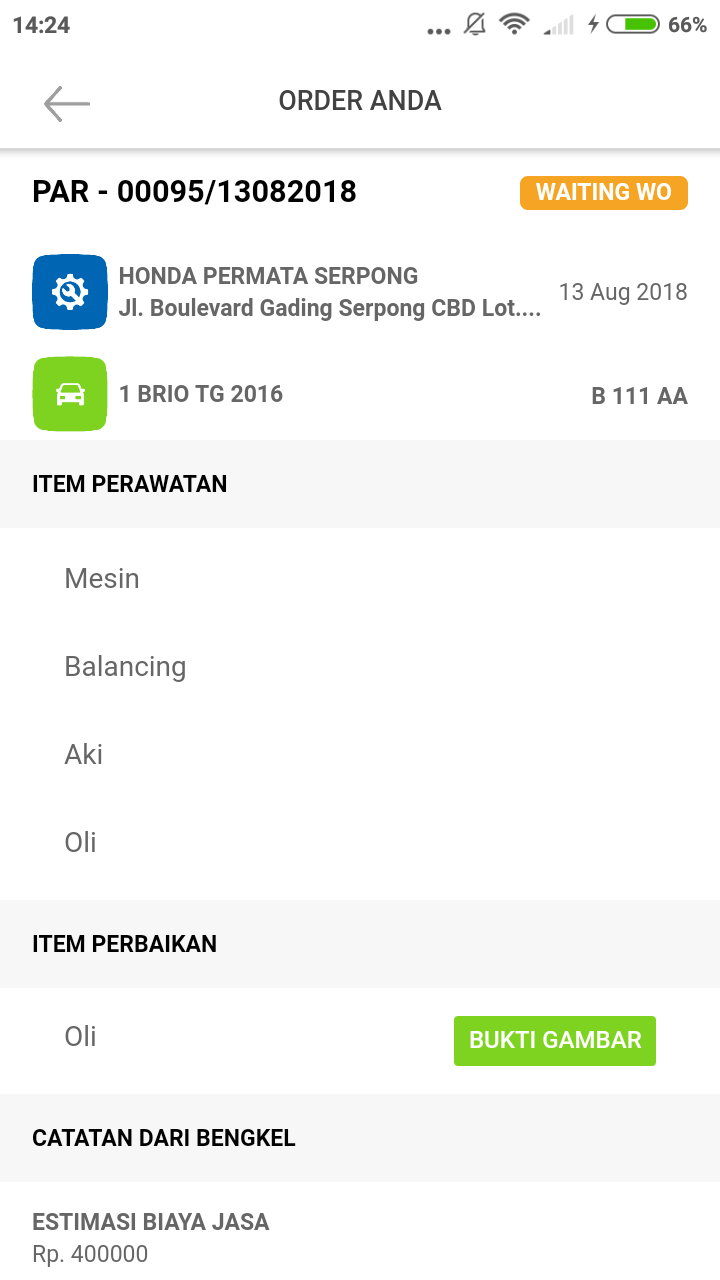 14:24
66%
ORDER ANDA
PAR - 00095/13082018
WAITING WO
HONDA PERMATA SERPONG
Jl. Boulevard Gading Serpong CBD Lot....
13 Aug 2018
1 BRIO TG 2016
B 111 AA
ITEM PERAWATAN
Mesin
Balancing
Aki
Oli
ITEM PERBAIKAN
Oli
BUKTI GAMBAR
CATATAN DARI BENGKEL
ESTIMASI BIAYA JASA
Rp. 400000